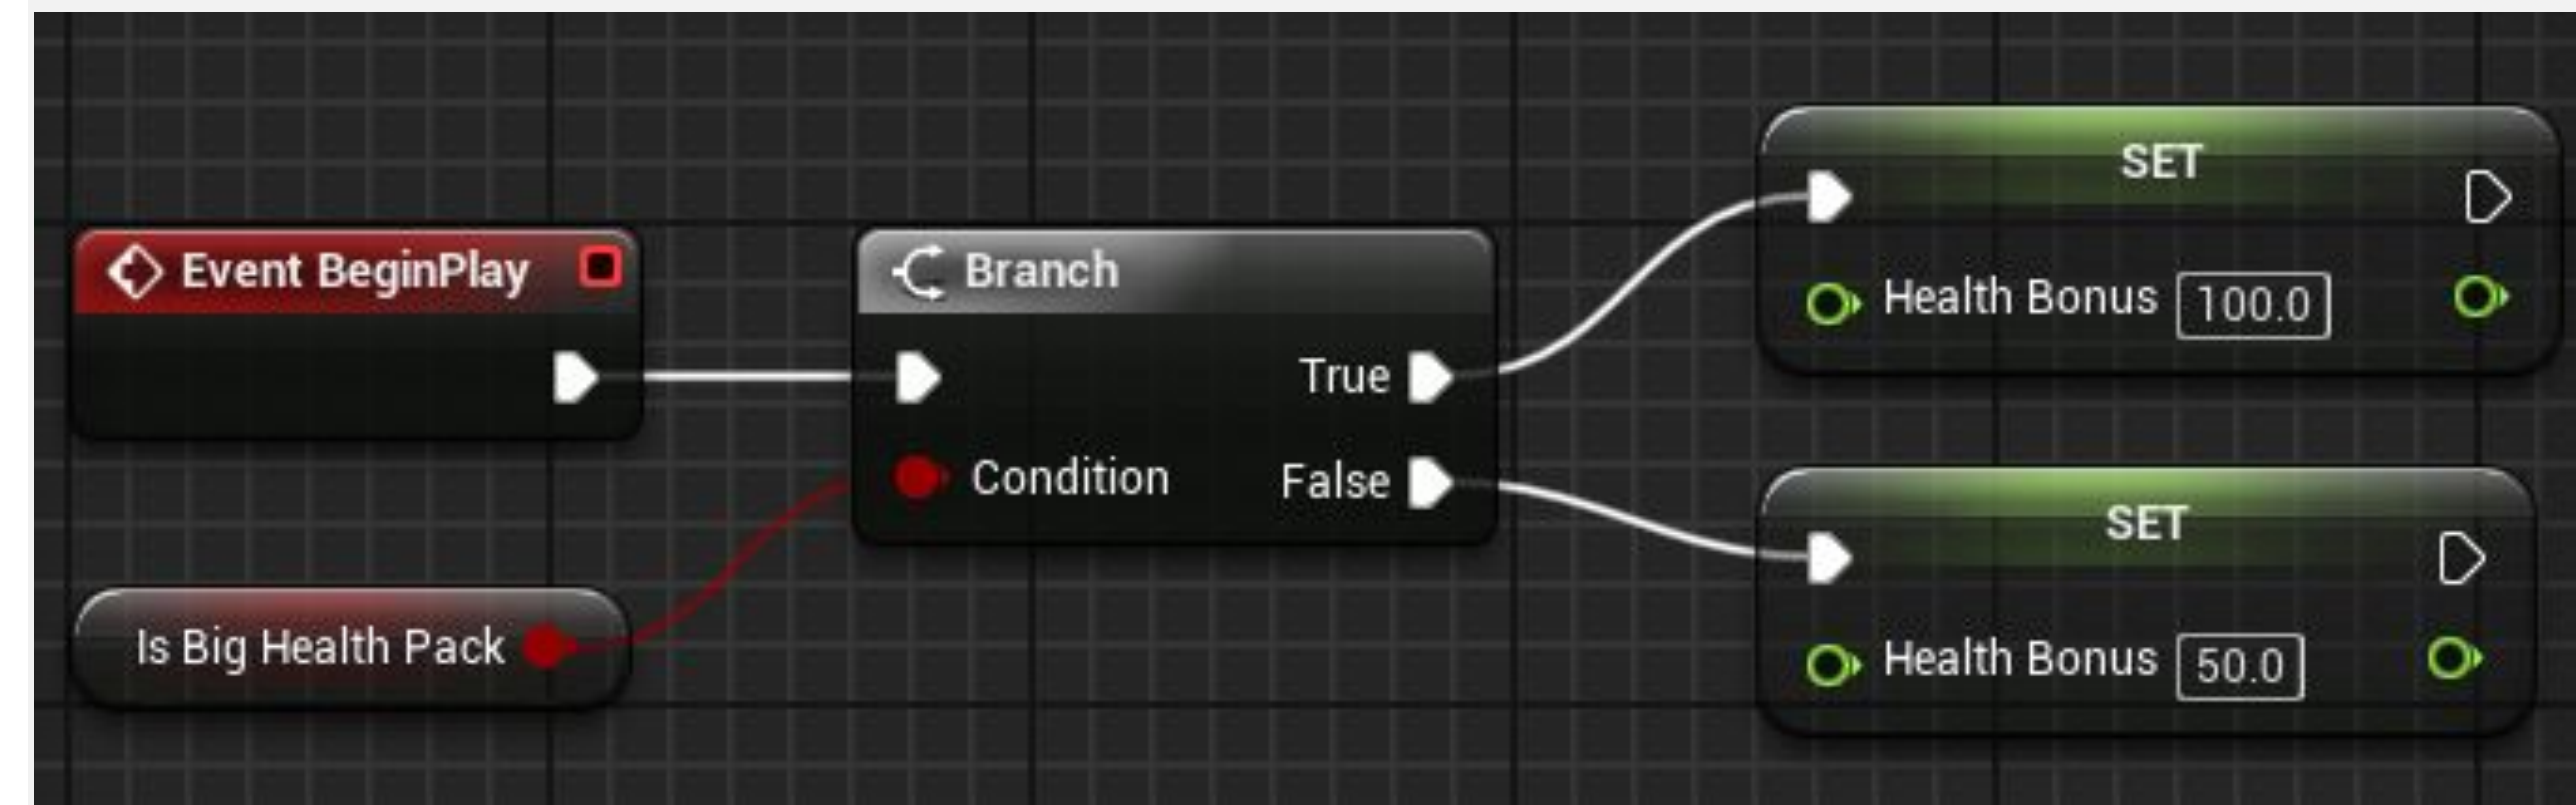 Event BeginPlay
Is Big Health Pack
Branch
True
Condition
False
SET
Health Bonus 100.0
SET
Health Bonus 50.0